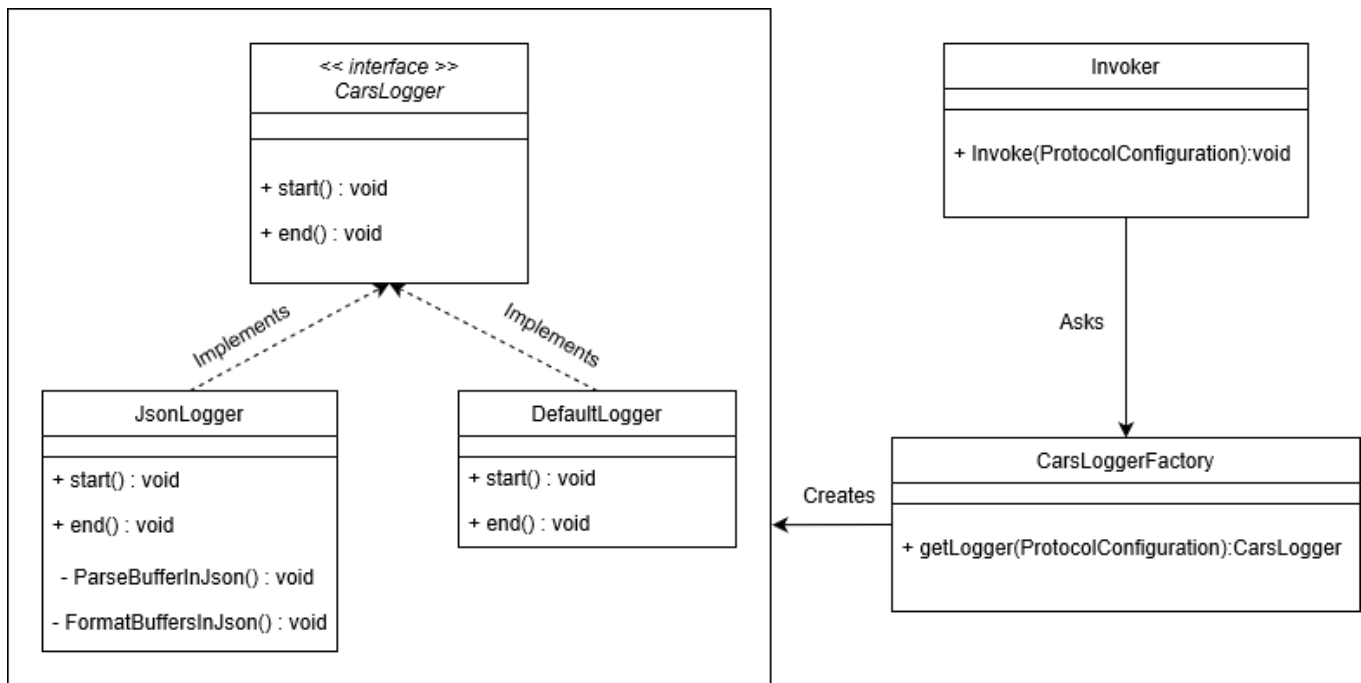 << interface >>
CarsLogger
+ start() : void
+ end() : void
Implements
Implements
JsonLogger
+ start() : void
+ end() : void
- ParseBufferInJson() : void
- FormatBuffersInJson() : void
DefaultLogger
+ start() : void
+ end() : void
Invoker
+ Invoke(ProtocolConfiguration):void
Asks
Creates
CarsLoggerFactory
+ getLogger(ProtocolConfiguration):CarsLogger